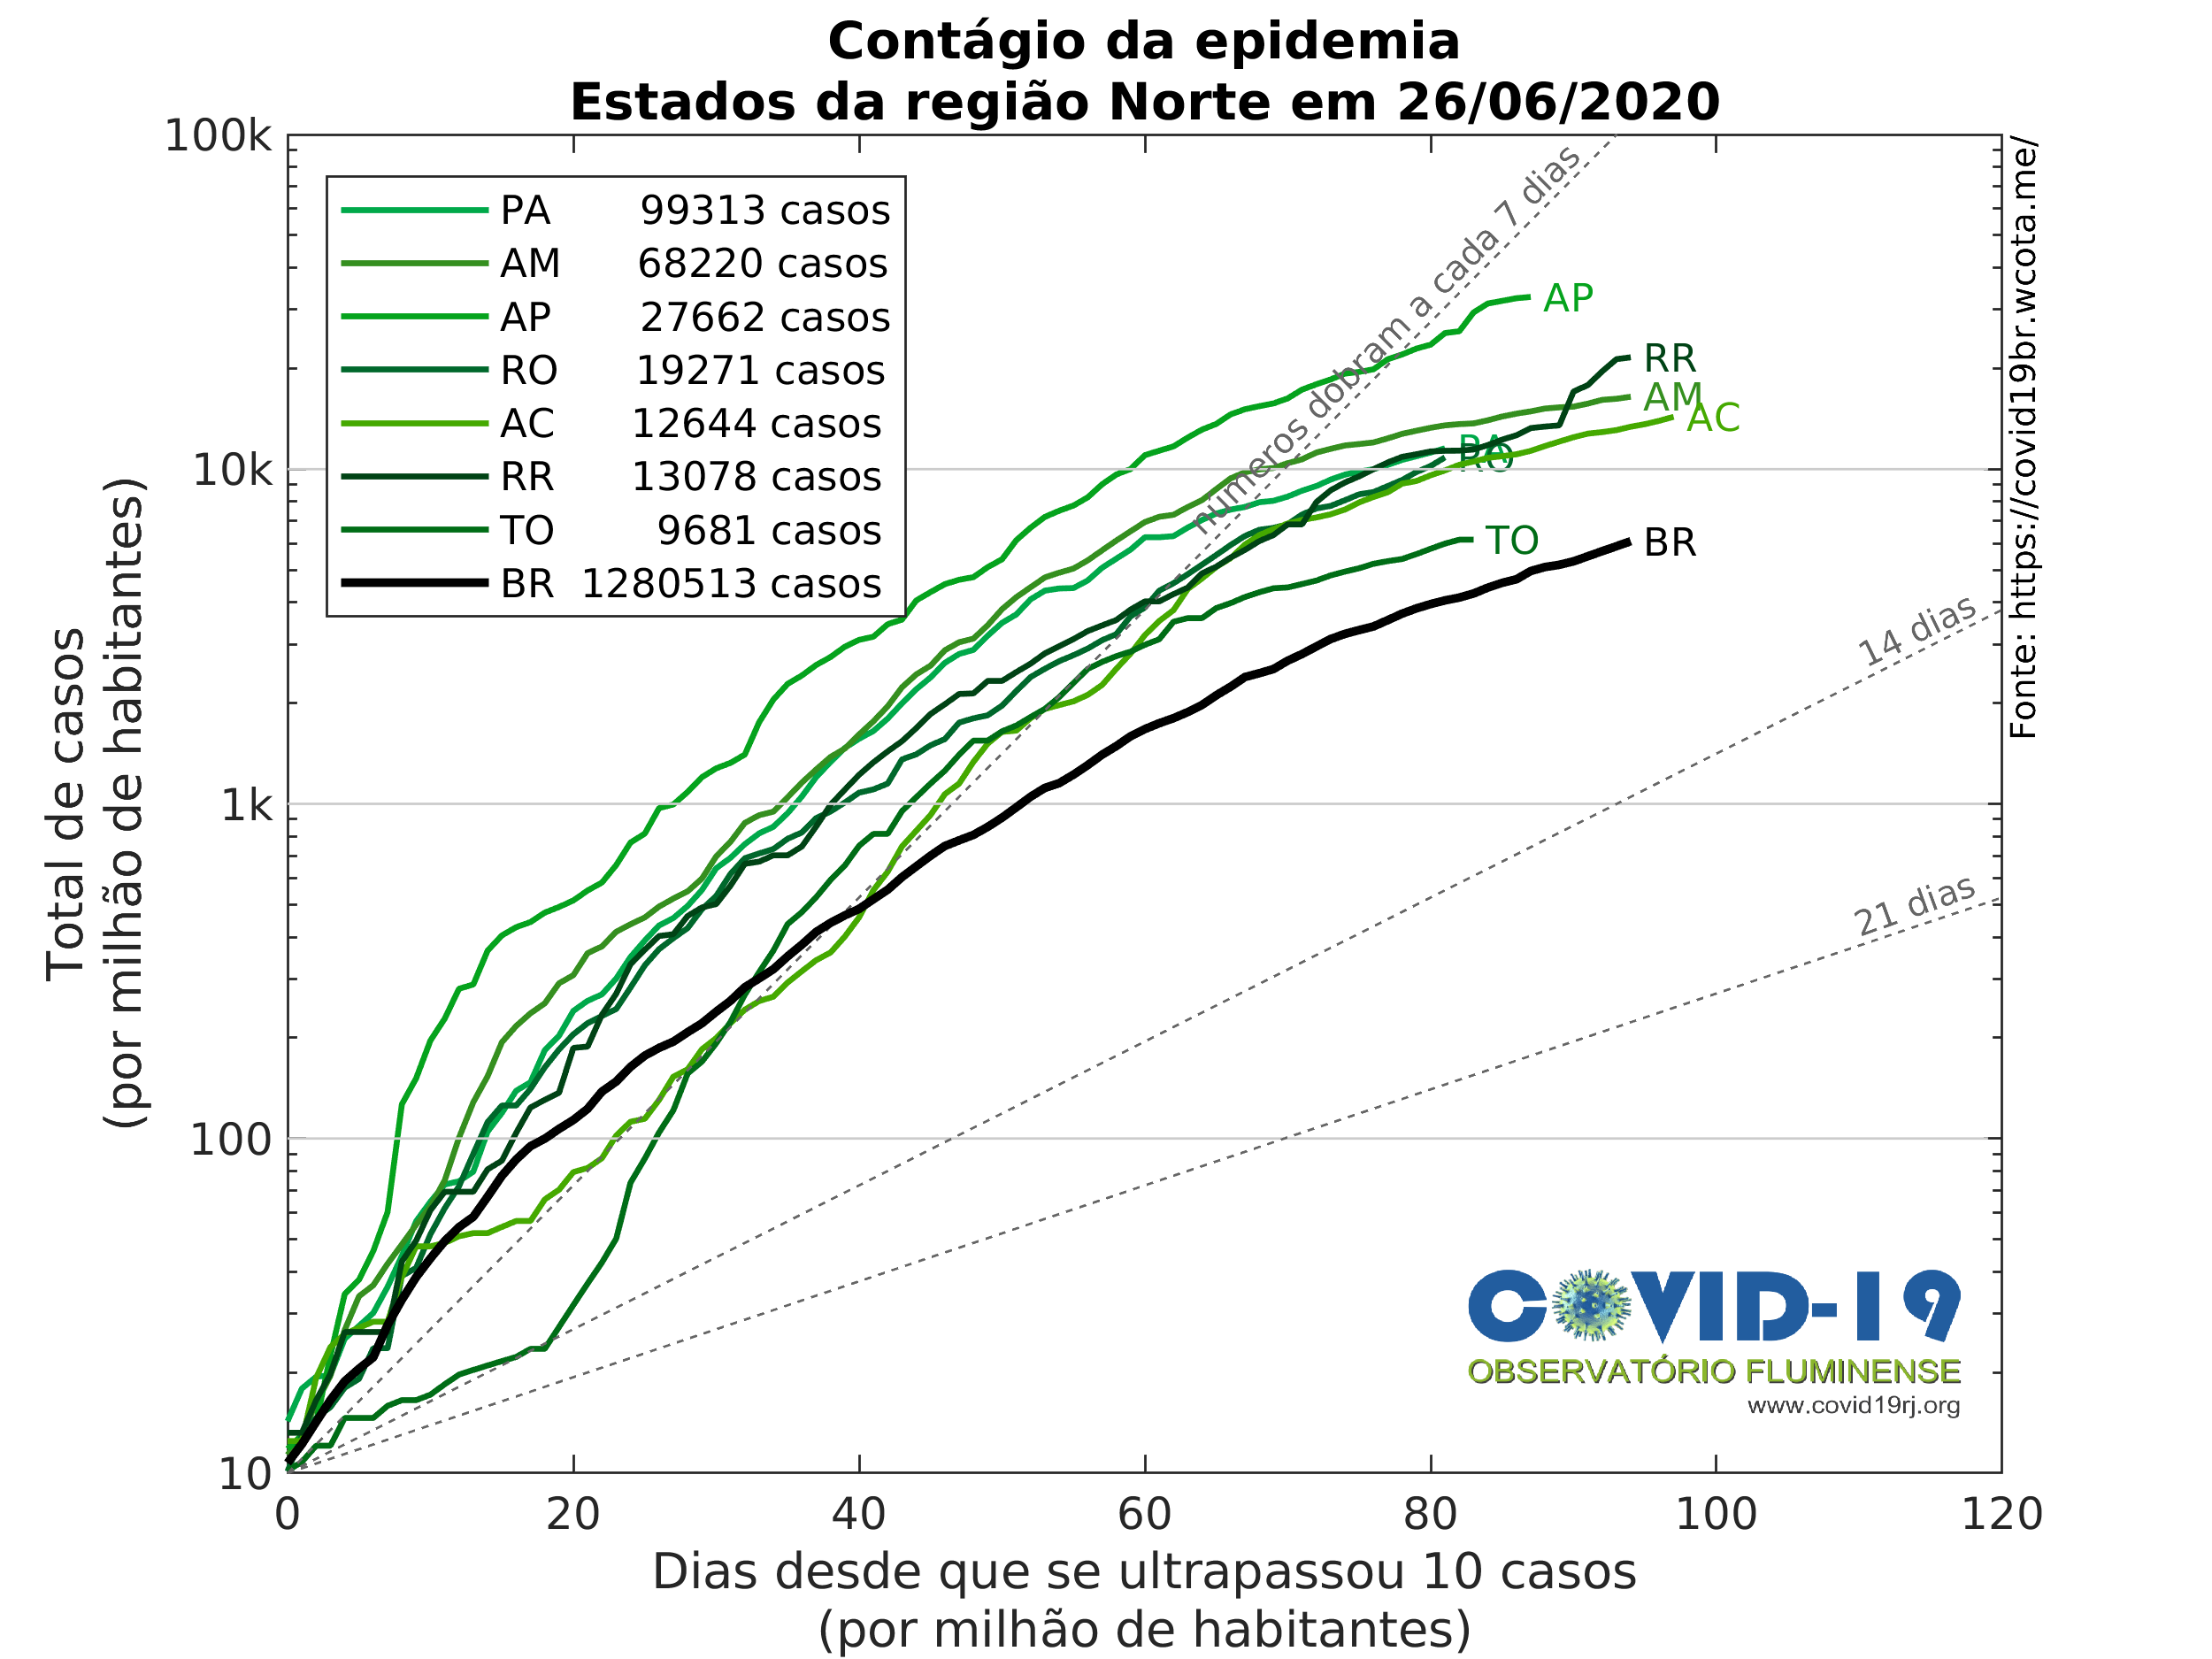 Contágio da epidemia
Estados da região Norte em 26/06/2020
100k
10k
1k
100
10
Total de casos
(por milhão de habitantes)
PA 99313 casos
AM 68220 casos
AP 27662 casos
RO 19271 casos
AC 12644 casos
RR 13078 casos
TO 9681 casos
BR 1280513 casos
numeros dobram a cada 7 dias
14 dias
21 dias
AP
RR
AM
AC
PA
RO
TO
BR
Fonte: https://covid19br.wcota.me/
COVID-19
OBSERVATÓRIO FLUMINENSE
www.covid19rj.org
0 20 40 60 80 100 120
Dias desde que se ultrapassou 10 casos
(por milhão de habitantes)